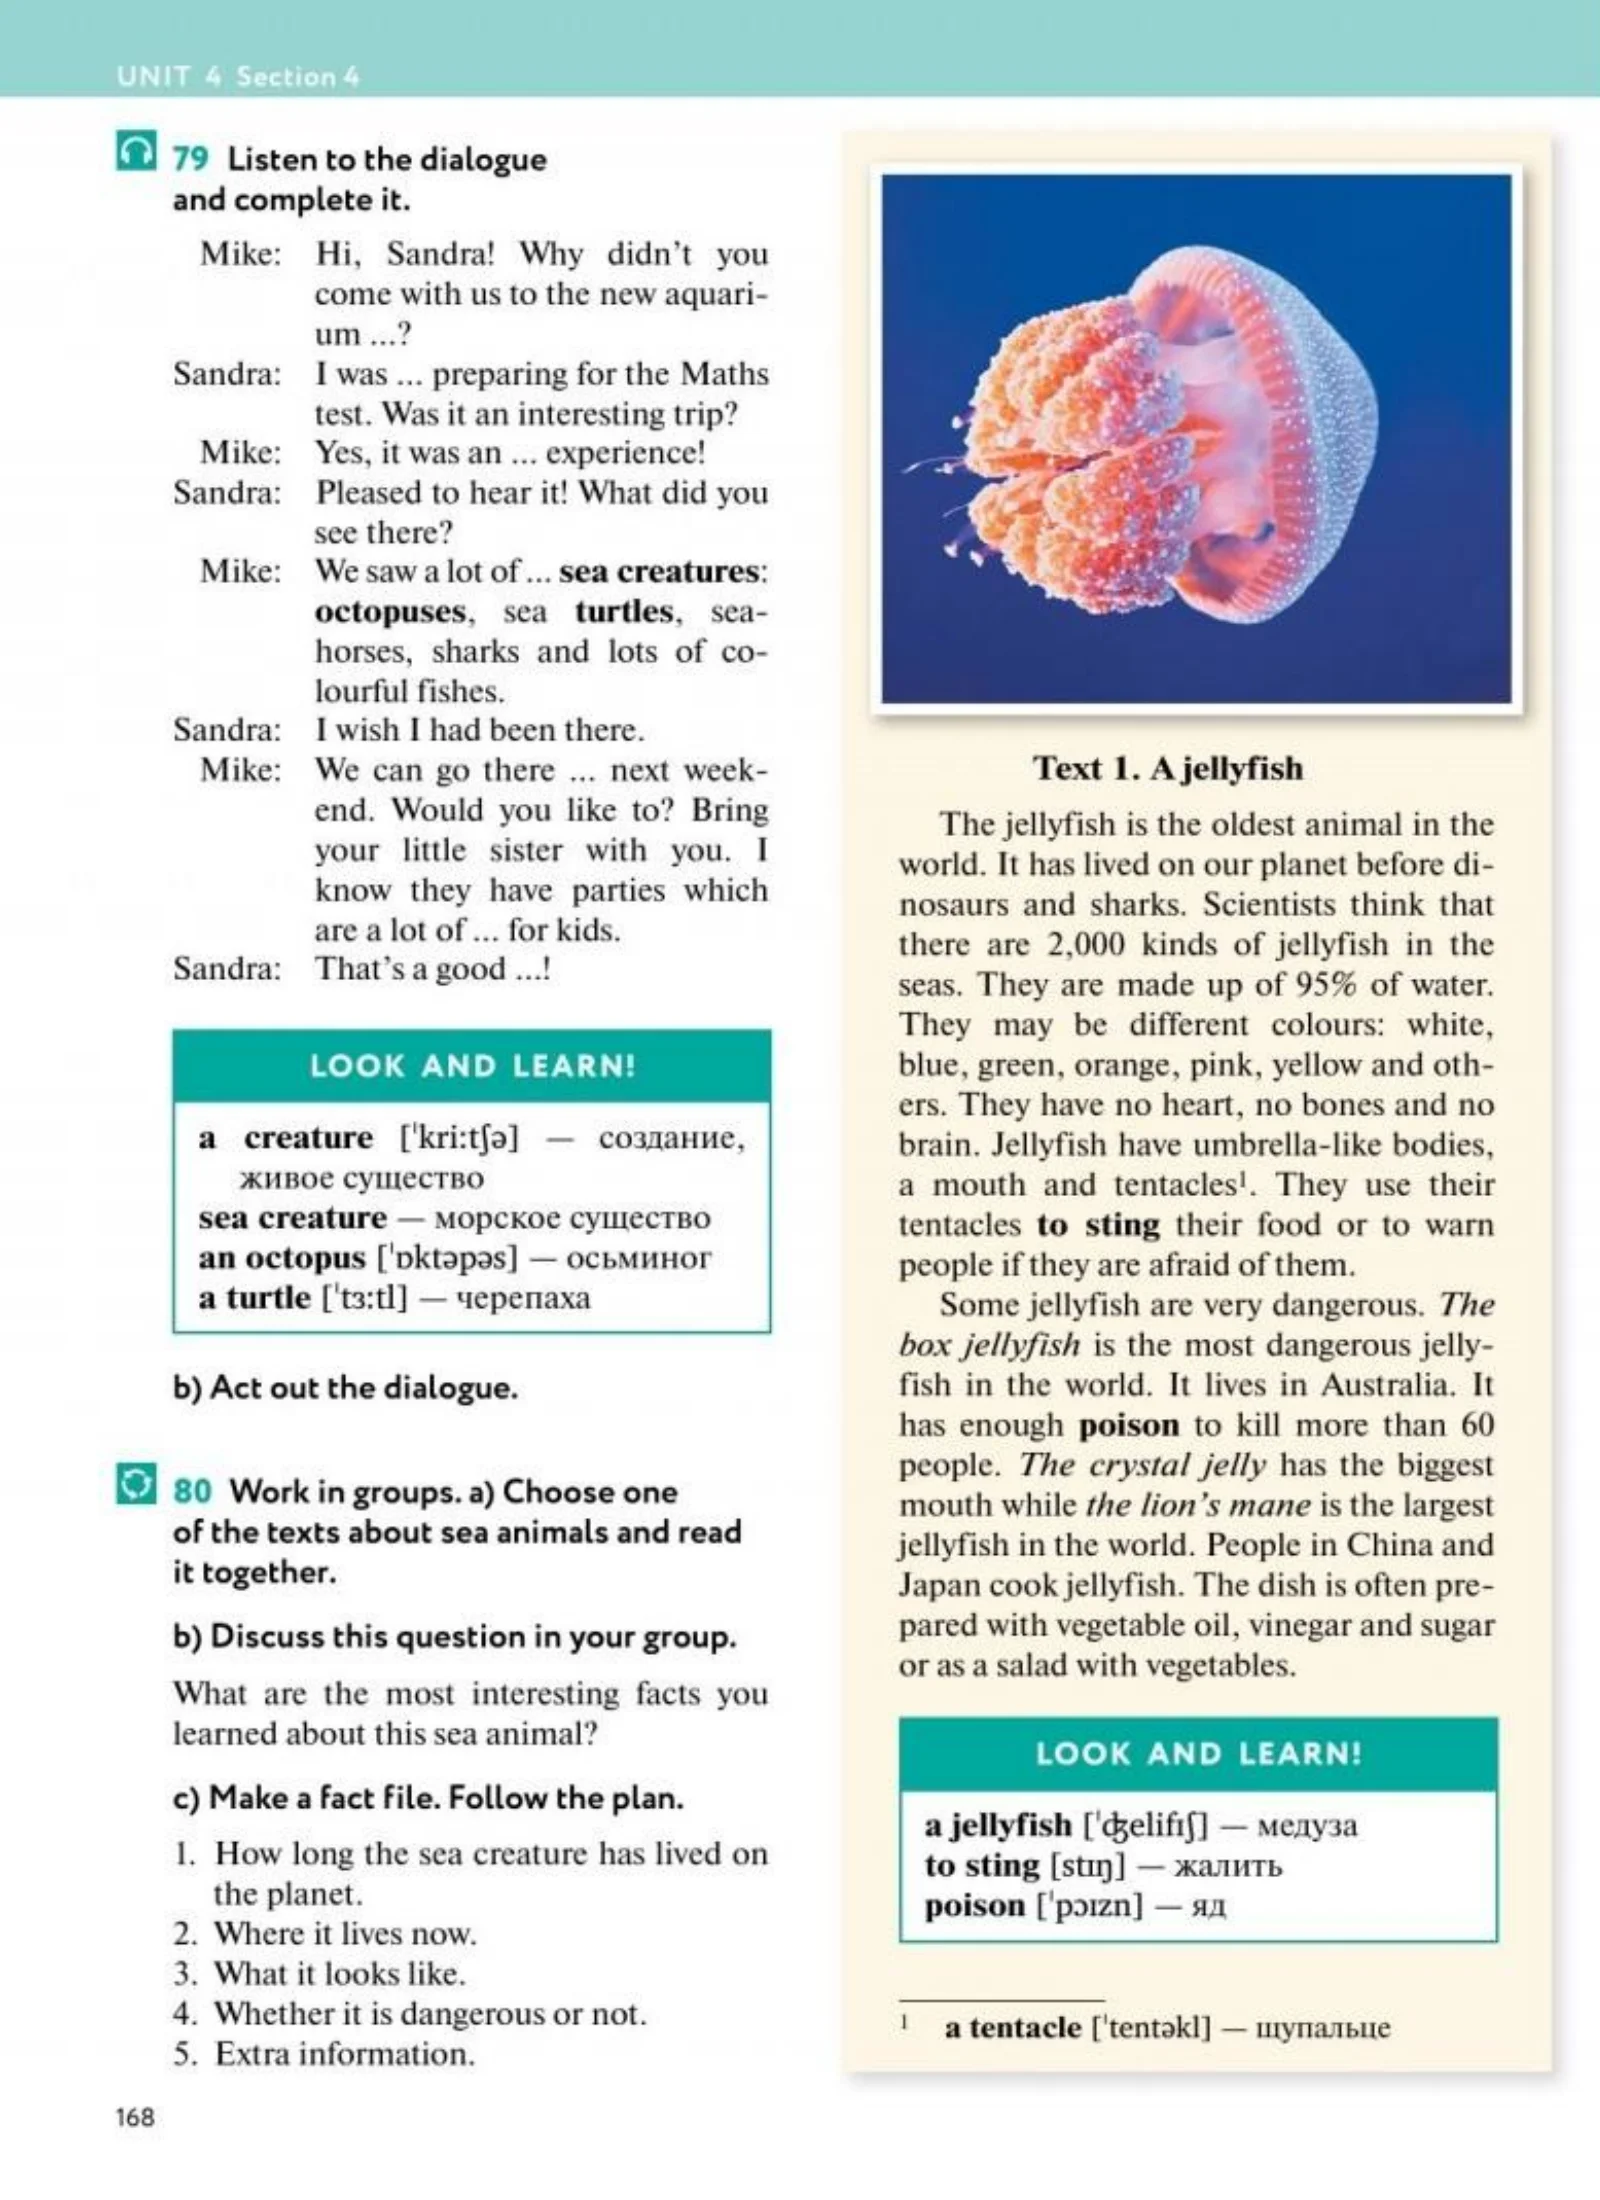 UNIT 4 Section 4
79 Listen to the dialogue
and complete it.
Mike: Hi, Sandra! Why didn't you
come with us to the new aquari-
um ...?
Sandra: I was ... preparing for the Maths
test. Was it an interesting trip?
Mike: Yes, it was an ... experience!
Sandra: Pleased to hear it! What did you
see there?
Mike: We saw a lot of ... sea creatures:
octopuses, sea turtles, sea-
horses, sharks and lots of co-
lourful fishes.
Sandra: I wish I had been there.
Mike: We can go there ... next week-
end. Would you like to? Bring
your little sister with you. I
know they have parties which
are a lot of ... for kids.
Sandra: That's a good ...!
LOOK AND LEARN!
a creature [ˈkri:tʃə] — создание,
живое существо
sea creature — морское существо
an octopus [ˈɒktəpəs] — осьминог
a turtle [ˈtɜ:tl] — черепаха
b) Act out the dialogue.
80 Work in groups. a) Choose one
of the texts about sea animals and read
it together.
b) Discuss this question in your group.
What are the most interesting facts you
learned about this sea animal?
c) Make a fact file. Follow the plan.
1. How long the sea creature has lived on
the planet.
2. Where it lives now.
3. What it looks like.
4. Whether it is dangerous or not.
5. Extra information.
168
Text 1. A jellyfish
The jellyfish is the oldest animal in the
world. It has lived on our planet before di-
nosaurs and sharks. Scientists think that
there are 2,000 kinds of jellyfish in the
seas. They are made up of 95% of water.
They may be different colours: white,
blue, green, orange, pink, yellow and oth-
ers. They have no heart, no bones and no
brain. Jellyfish have umbrella-like bodies,
a mouth and tentacles¹. They use their
tentacles to sting their food or to warn
people if they are afraid of them.
Some jellyfish are very dangerous. The
box jellyfish is the most dangerous jelly-
fish in the world. It lives in Australia. It
has enough poison to kill more than 60
people. The crystal jelly has the biggest
mouth while the lion's mane is the largest
jellyfish in the world. People in China and
Japan cook jellyfish. The dish is often pre-
pared with vegetable oil, vinegar and sugar
or as a salad with vegetables.
LOOK AND LEARN!
a jellyfish [ˈʤelifɪʃ] — медуза
to sting [stɪŋ] — жалить
poison [ˈpɔɪzn] — яд
1 a tentacle [ˈtentəkl] — щупальце